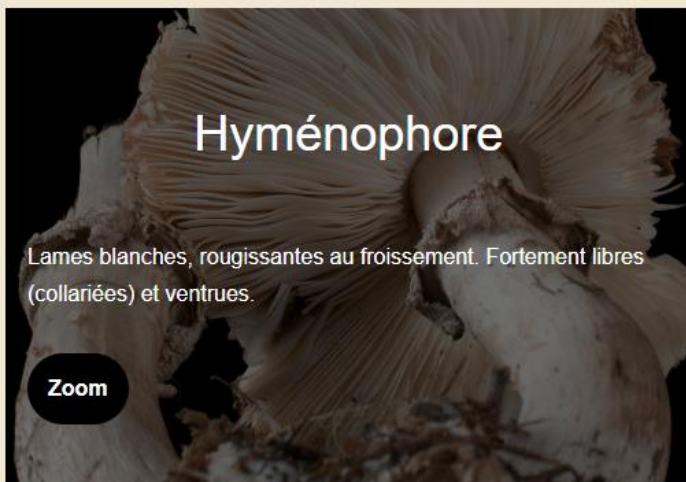 Hyménophore
Lames blanches, rougissantes au froissement. Fortement libres
(collariées) et ventrues.
Zoom